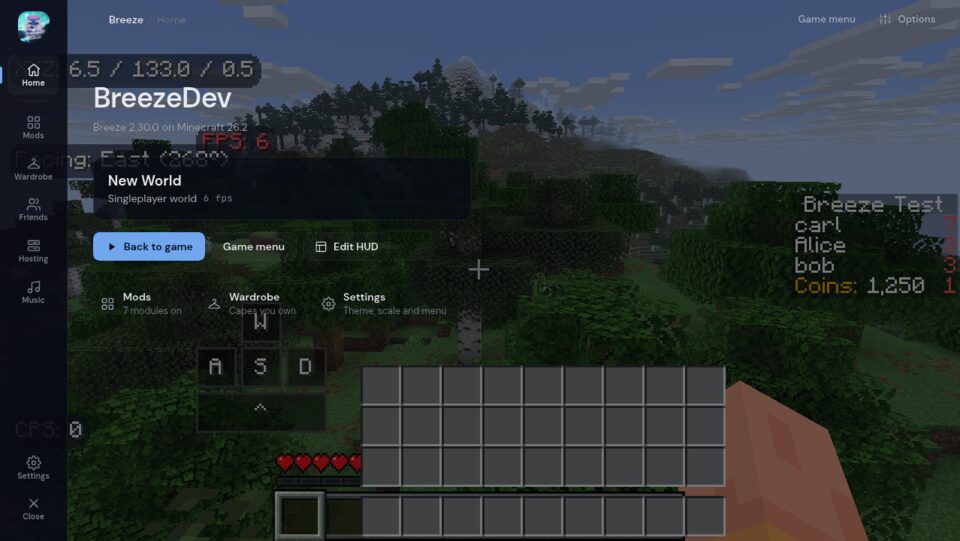 Breeze / Home
Game menu
Options
Home
XYZ: 6.5 / 133.0 / 0.5
BreezeDev
Breeze 2.30.0 on Minecraft 26.2
FPS: 6
Mods
Facing: East (268°)
Wardrobe
New World
Singleplayer world 6 fps
Friends
Breeze Test
carl
Alice
bob 3
Coins: 1,250 1
Back to game
Game menu
Edit HUD
Hosting
Music
Mods
7 modules on
Wardrobe
Capes you own
Settings
Theme, scale and menu
W
A S D
^
CPS: 0
Settings
Close